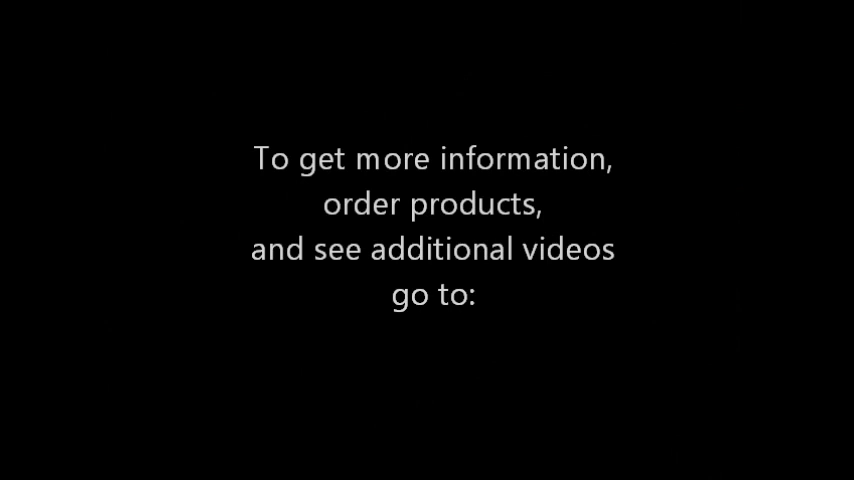 To get more information,
order products,
and see additional videos
go to: